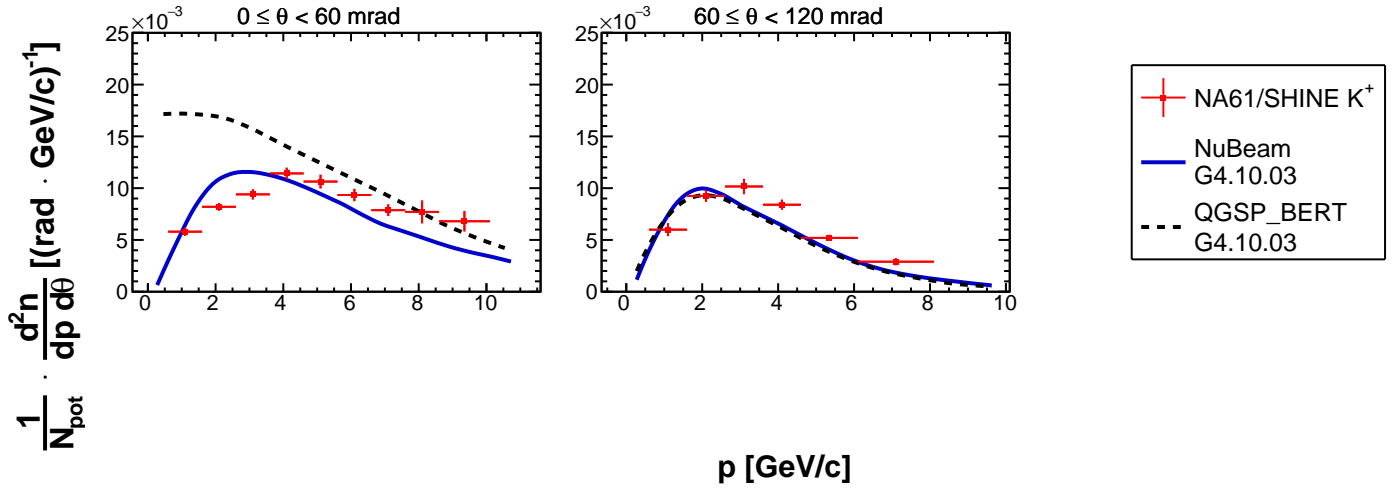 ×10⁻³ 0 ≤ θ < 60 mrad
25
20
15
10
5
0
0 2 4 6 8 10
×10⁻³ 60 ≤ θ < 120 mrad
25
20
15
10
5
0
0 2 4 6 8 10
NA61/SHINE K⁺
NuBeam
G4.10.03
QGSP_BERT
G4.10.03
1/N_pot · d²n/dp dθ [(rad · GeV/c)⁻¹]
p [GeV/c]